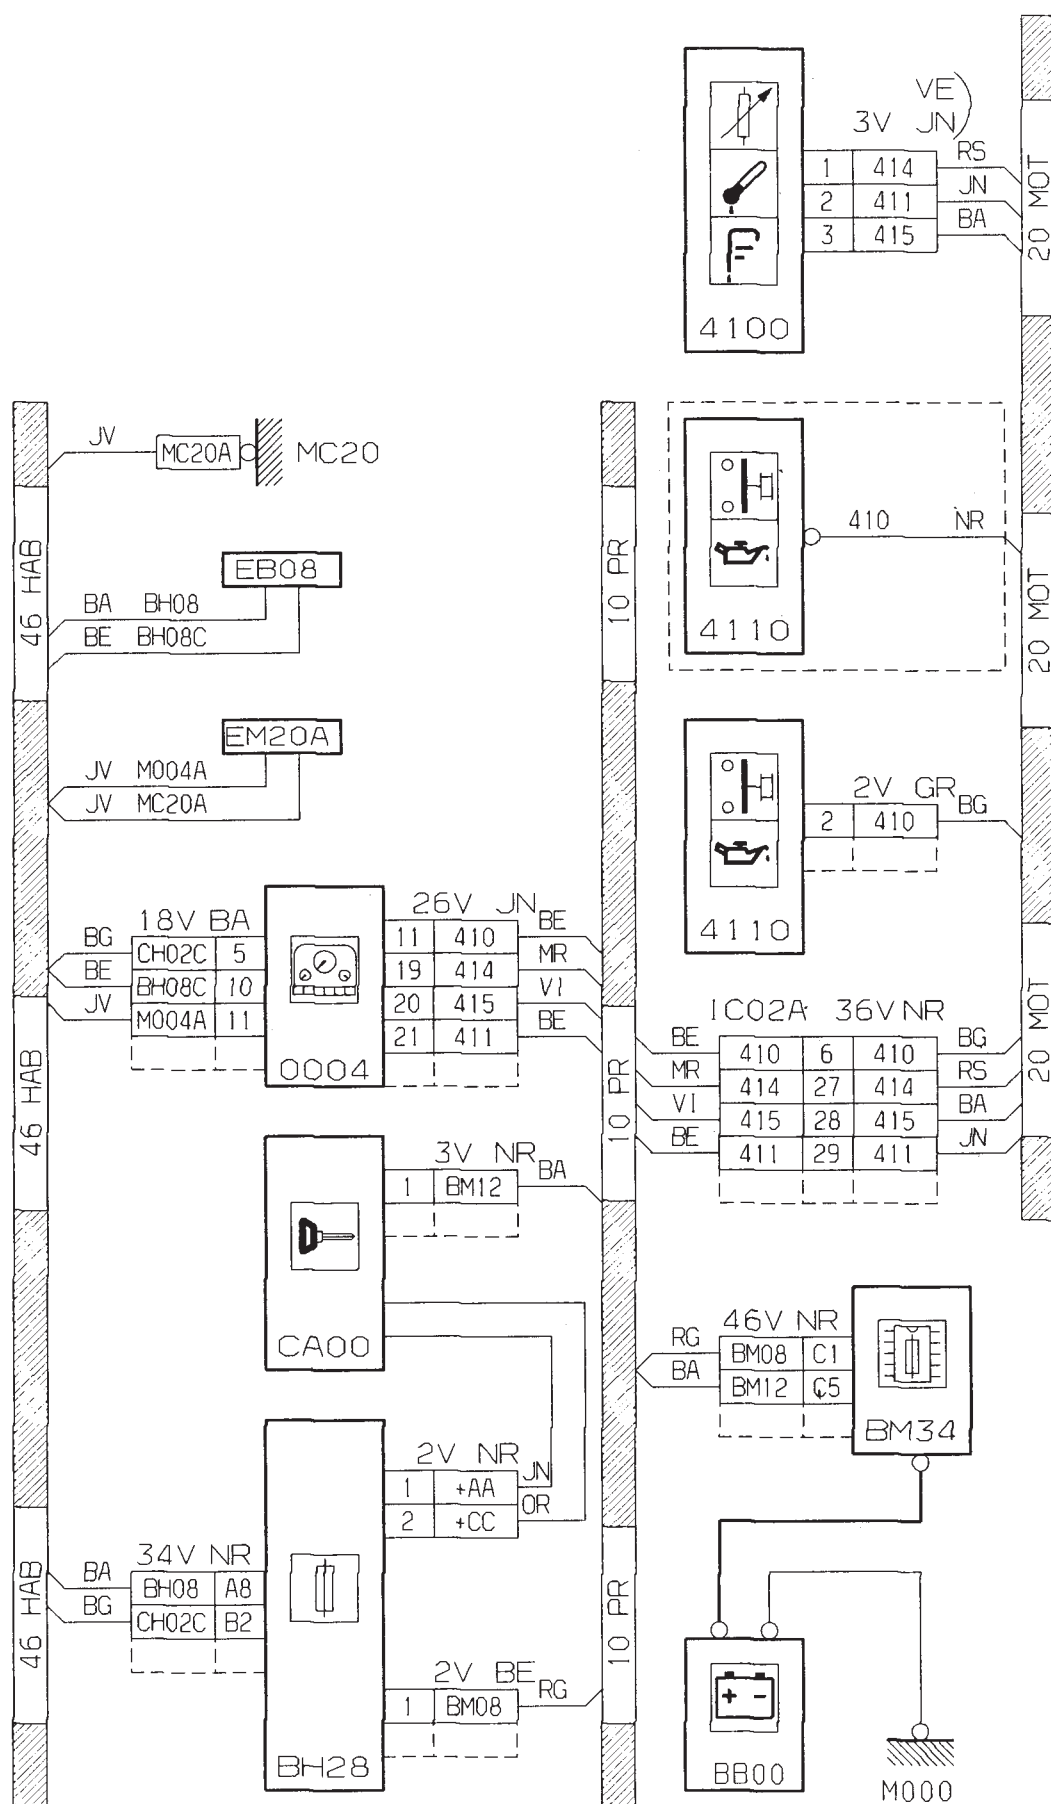 VE)
3V JN
1 414 RS
2 411 JN
3 415 BA
4100
20 MOT
JV MC20A MC20
46 HAB
EB08
BA BH08
BE BH08C
10 PR
410 NR
4110
20 MOT
EM20A
JV M004A
JV MC20A
2V GR
2 410 BG
4110
18V BA
BG CH02C 5
BE BH08C 10
JV M004A 11
0004
26V JN
11 410 BE
19 414 MR
20 415 VI
21 411 BE
46 HAB
10 PR
20 MOT
IC02A 36V NR
BE 410 6 410 BG
MR 414 27 414 RS
VI 415 28 415 BA
BE 411 29 411 JN
3V NR
1 BM12 BA
CA00
46V NR
RG BM08 C1
BA BM12 C5
BM34
2V NR
1 +AA JN
2 +CC OR
34V NR
BA BH08 A8
BG CH02C B2
46 HAB
10 PR
2V BE
1 BM08 RG
BH28
+ -
BB00
M000